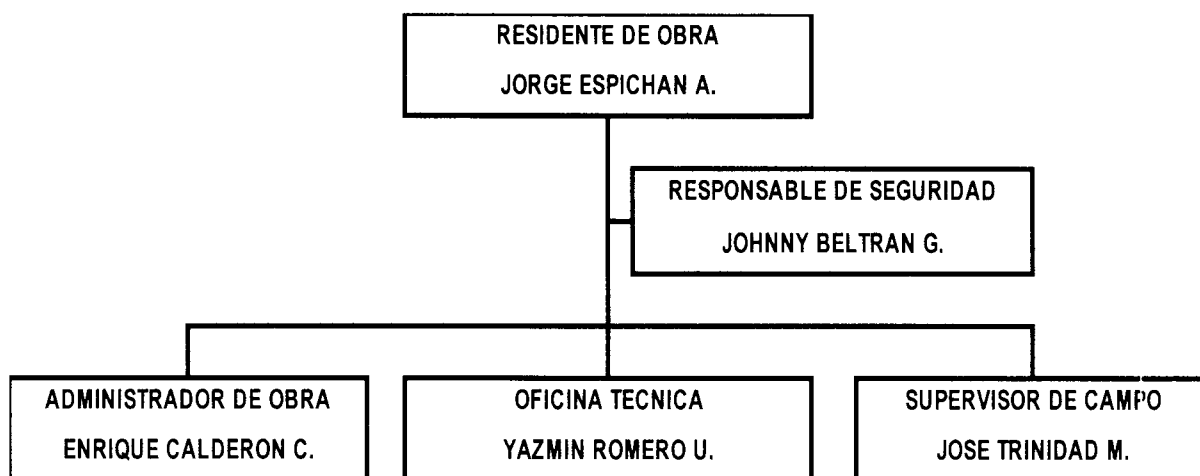 RESIDENTE DE OBRA
JORGE ESPICHAN A.
RESPONSABLE DE SEGURIDAD
JOHNNY BELTRAN G.
ADMINISTRADOR DE OBRA
ENRIQUE CALDERON C.
OFICINA TECNICA
YAZMIN ROMERO U.
SUPERVISOR DE CAMPO
JOSE TRINIDAD M.